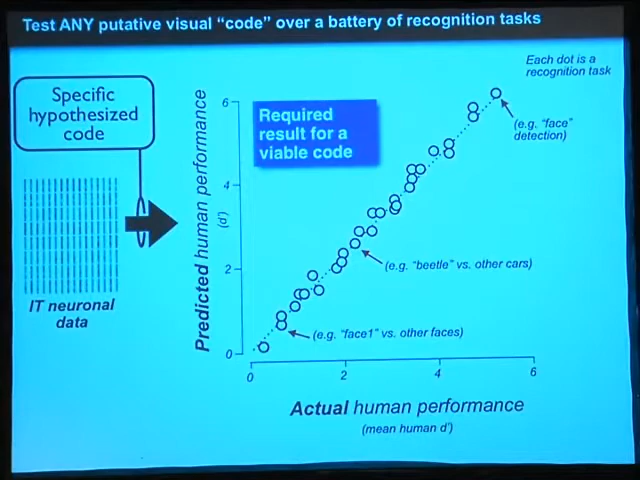 Test ANY putative visual “code” over a battery of recognition tasks
Specific
hypothesized
code
IT neuronal
data
Predicted human performance
(d')
6
4
2
0
Required
result for a
viable code
Each dot is a
recognition task
(e.g. “face”
detection)
(e.g. “beetle” vs. other cars)
(e.g. “face1” vs. other faces)
0
2
4
6
Actual human performance
(mean human d')